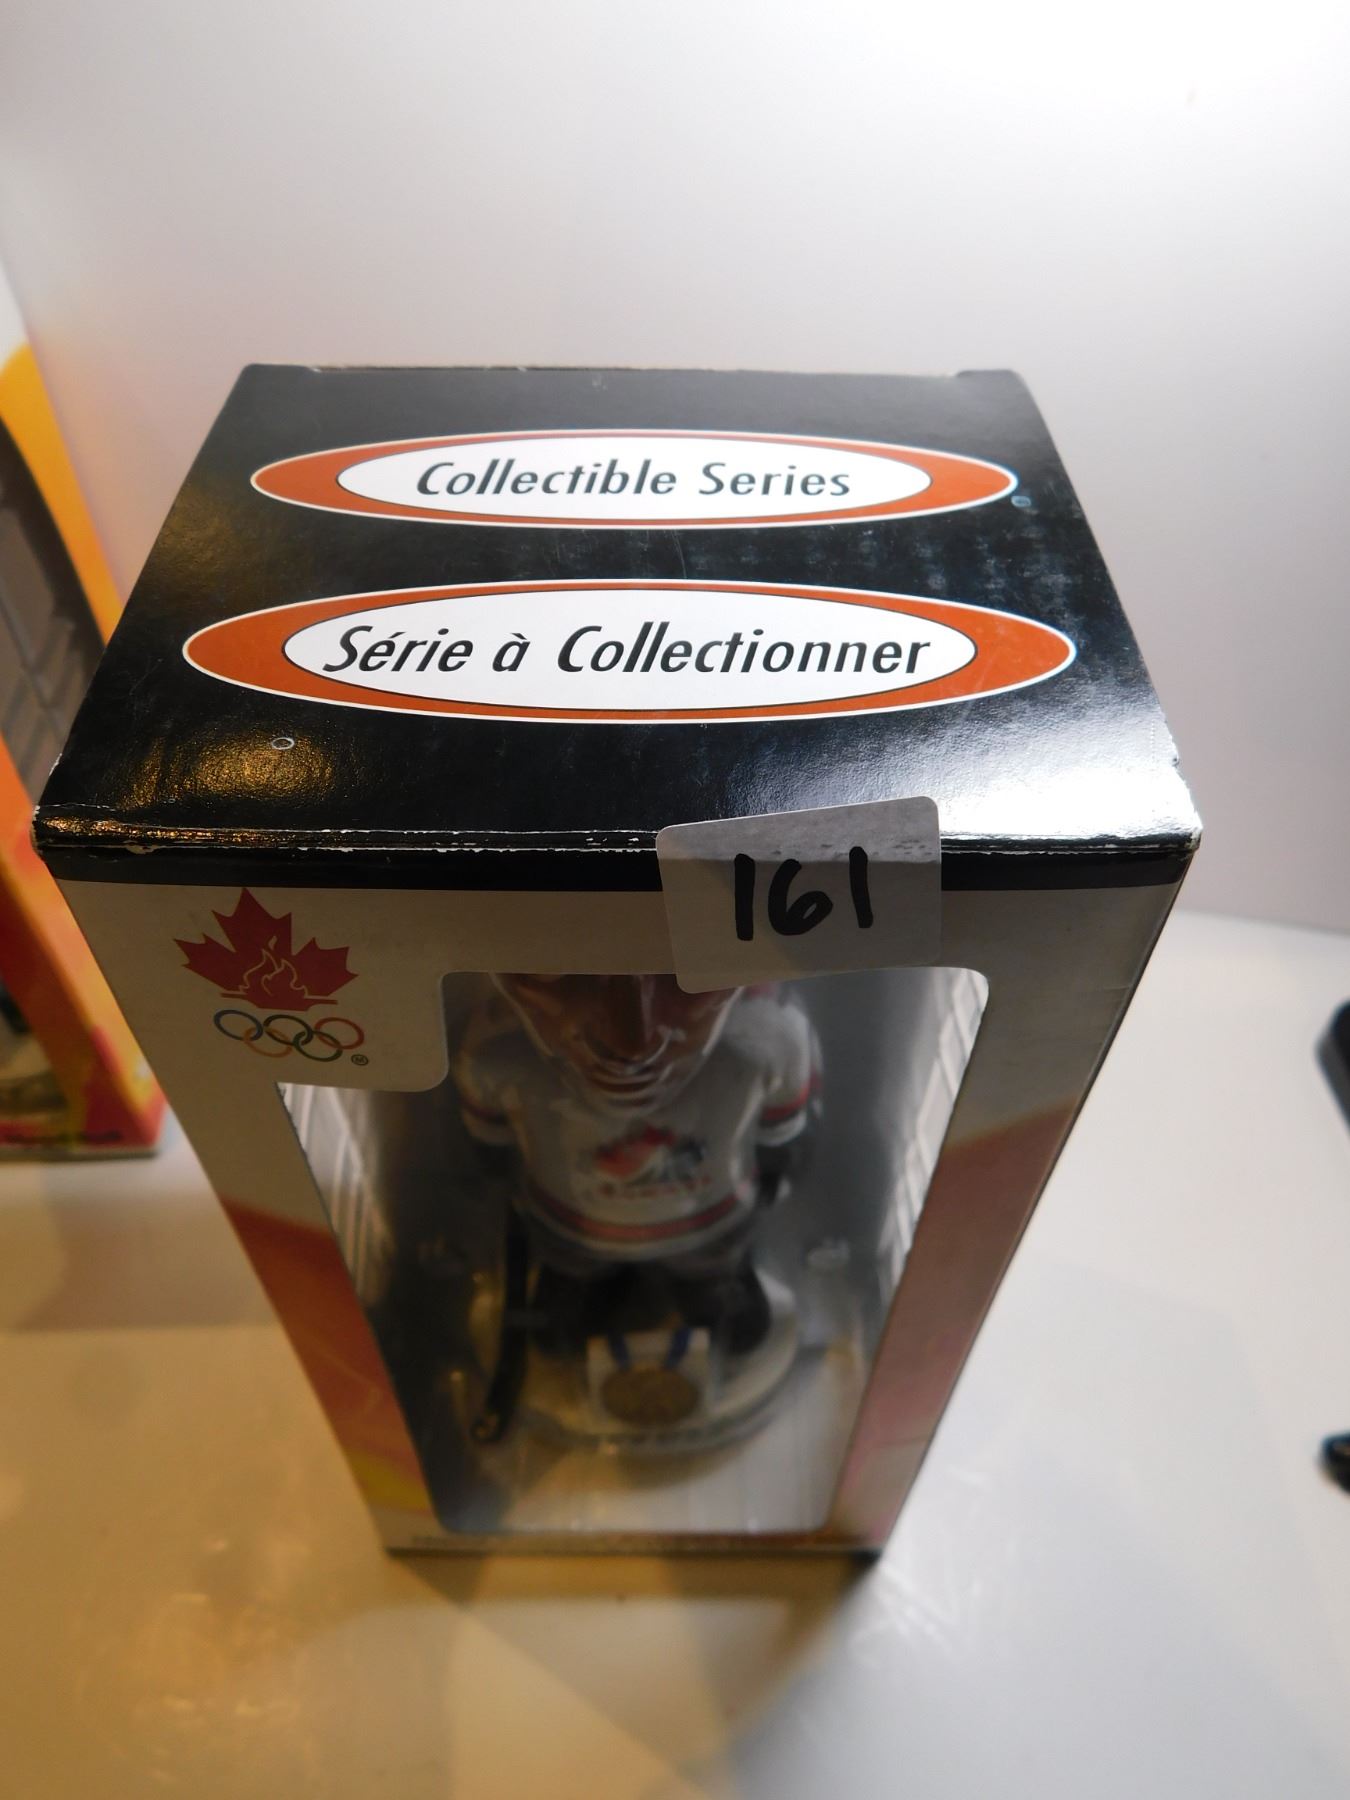 Collectible Series
Série à Collectionner
161